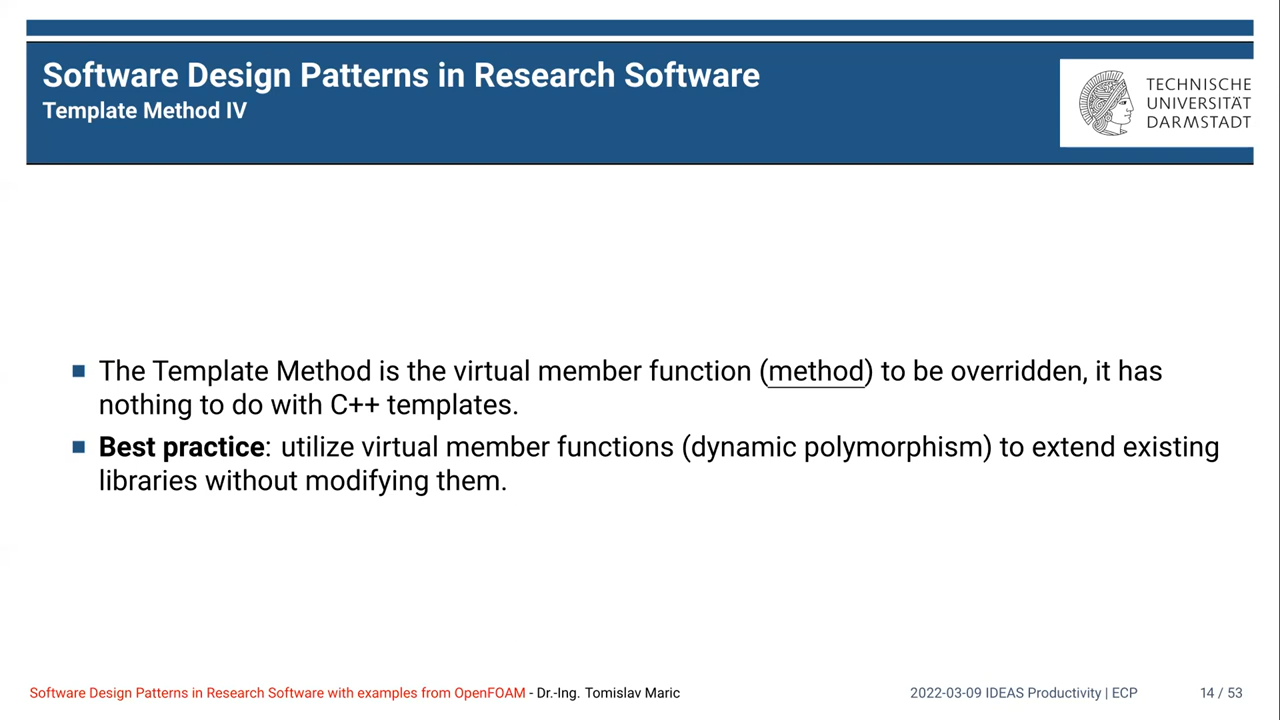 Software Design Patterns in Research Software
Template Method IV
TECHNISCHE
UNIVERSITÄT
DARMSTADT
The Template Method is the virtual member function (method) to be overridden, it has
nothing to do with C++ templates.
Best practice: utilize virtual member functions (dynamic polymorphism) to extend existing
libraries without modifying them.
Software Design Patterns in Research Software with examples from OpenFOAM - Dr.-Ing. Tomislav Maric
2022-03-09 IDEAS Productivity | ECP
14 / 53